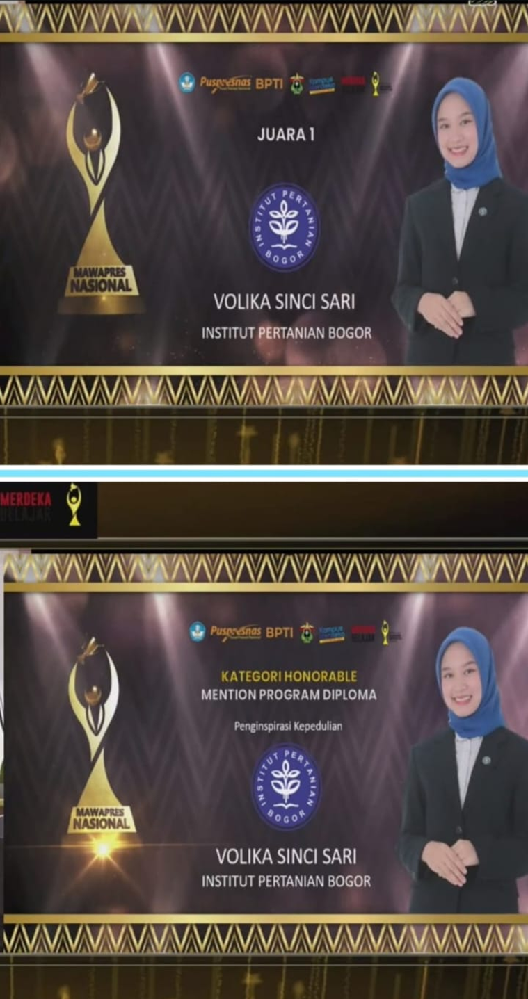 Puspresnas BPTI
JUARA 1
INSTITUT PERTANIAN BOGOR
MAWAPRES
NASIONAL
VOLIKA SINCI SARI
INSTITUT PERTANIAN BOGOR
MERDEKA
BELAJAR
Puspresnas BPTI
KATEGORI HONORABLE
MENTION PROGRAM DIPLOMA
Penginspirasi Kepedulian
INSTITUT PERTANIAN BOGOR
MAWAPRES
NASIONAL
VOLIKA SINCI SARI
INSTITUT PERTANIAN BOGOR